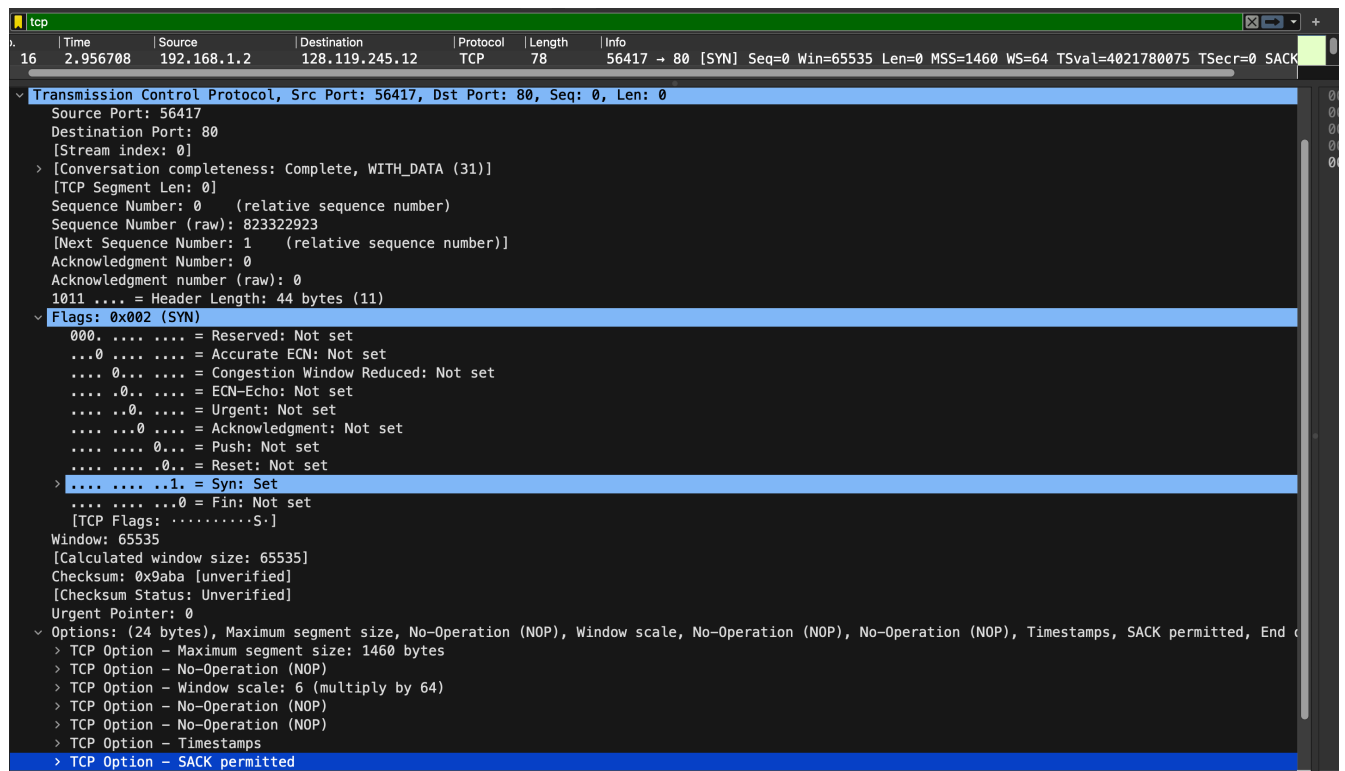 tcp
. Time Source Destination Protocol Length Info
16 2.956708 192.168.1.2 128.119.245.12 TCP 78 56417 → 80 [SYN] Seq=0 Win=65535 Len=0 MSS=1460 WS=64 TSval=4021780075 TSecr=0 SACK
Transmission Control Protocol, Src Port: 56417, Dst Port: 80, Seq: 0, Len: 0
Source Port: 56417
Destination Port: 80
[Stream index: 0]
[Conversation completeness: Complete, WITH_DATA (31)]
[TCP Segment Len: 0]
Sequence Number: 0    (relative sequence number)
Sequence Number (raw): 823322923
[Next Sequence Number: 1    (relative sequence number)]
Acknowledgment Number: 0
Acknowledgment number (raw): 0
1011 .... = Header Length: 44 bytes (11)
Flags: 0x002 (SYN)
000. .... .... = Reserved: Not set
...0 .... .... = Accurate ECN: Not set
.... 0... .... = Congestion Window Reduced: Not set
.... .0.. .... = ECN-Echo: Not set
.... ..0. .... = Urgent: Not set
.... ...0 .... = Acknowledgment: Not set
.... .... 0... = Push: Not set
.... .... .0.. = Reset: Not set
.... .... ..1. = Syn: Set
.... .... ...0 = Fin: Not set
[TCP Flags: ··········S·]
Window: 65535
[Calculated window size: 65535]
Checksum: 0x9aba [unverified]
[Checksum Status: Unverified]
Urgent Pointer: 0
Options: (24 bytes), Maximum segment size, No-Operation (NOP), Window scale, No-Operation (NOP), No-Operation (NOP), Timestamps, SACK permitted, End
TCP Option - Maximum segment size: 1460 bytes
TCP Option - No-Operation (NOP)
TCP Option - Window scale: 6 (multiply by 64)
TCP Option - No-Operation (NOP)
TCP Option - No-Operation (NOP)
TCP Option - Timestamps
TCP Option - SACK permitted